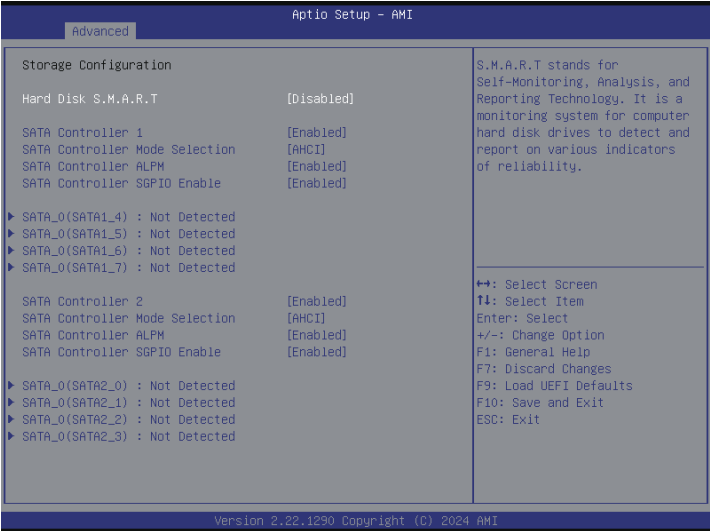 Aptio Setup - AMI
Advanced
Storage Configuration
Hard Disk S.M.A.R.T [Disabled]
SATA Controller 1 [Enabled]
SATA Controller Mode Selection [AHCI]
SATA Controller ALPM [Enabled]
SATA Controller SGPIO Enable [Enabled]
SATA_0(SATA1_4) : Not Detected
SATA_0(SATA1_5) : Not Detected
SATA_0(SATA1_6) : Not Detected
SATA_0(SATA1_7) : Not Detected
SATA Controller 2 [Enabled]
SATA Controller Mode Selection [AHCI]
SATA Controller ALPM [Enabled]
SATA Controller SGPIO Enable [Enabled]
SATA_0(SATA2_0) : Not Detected
SATA_0(SATA2_1) : Not Detected
SATA_0(SATA2_2) : Not Detected
SATA_0(SATA2_3) : Not Detected
S.M.A.R.T stands for
Self-Monitoring, Analysis, and
Reporting Technology. It is a
monitoring system for computer
hard disk drives to detect and
report on various indicators
of reliability.
↔: Select Screen
↑↓: Select Item
Enter: Select
+/-: Change Option
F1: General Help
F7: Discard Changes
F9: Load UEFI Defaults
F10: Save and Exit
ESC: Exit
Version 2.22.1290 Copyright (C) 2024 AMI